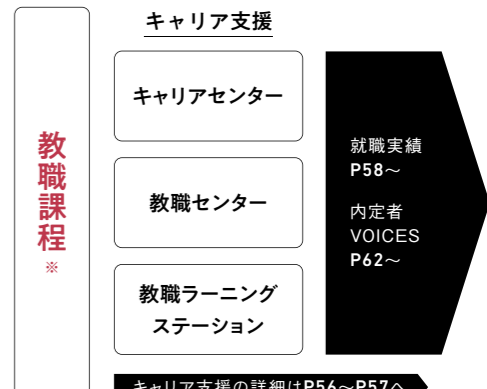 キャリア支援
教職課程
※
キャリアセンター
教職センター
教職ラーニング
ステーション
就職実績
P58〜
内定者
VOICES
P62〜
キャリア支援の詳細はP56〜P57へ